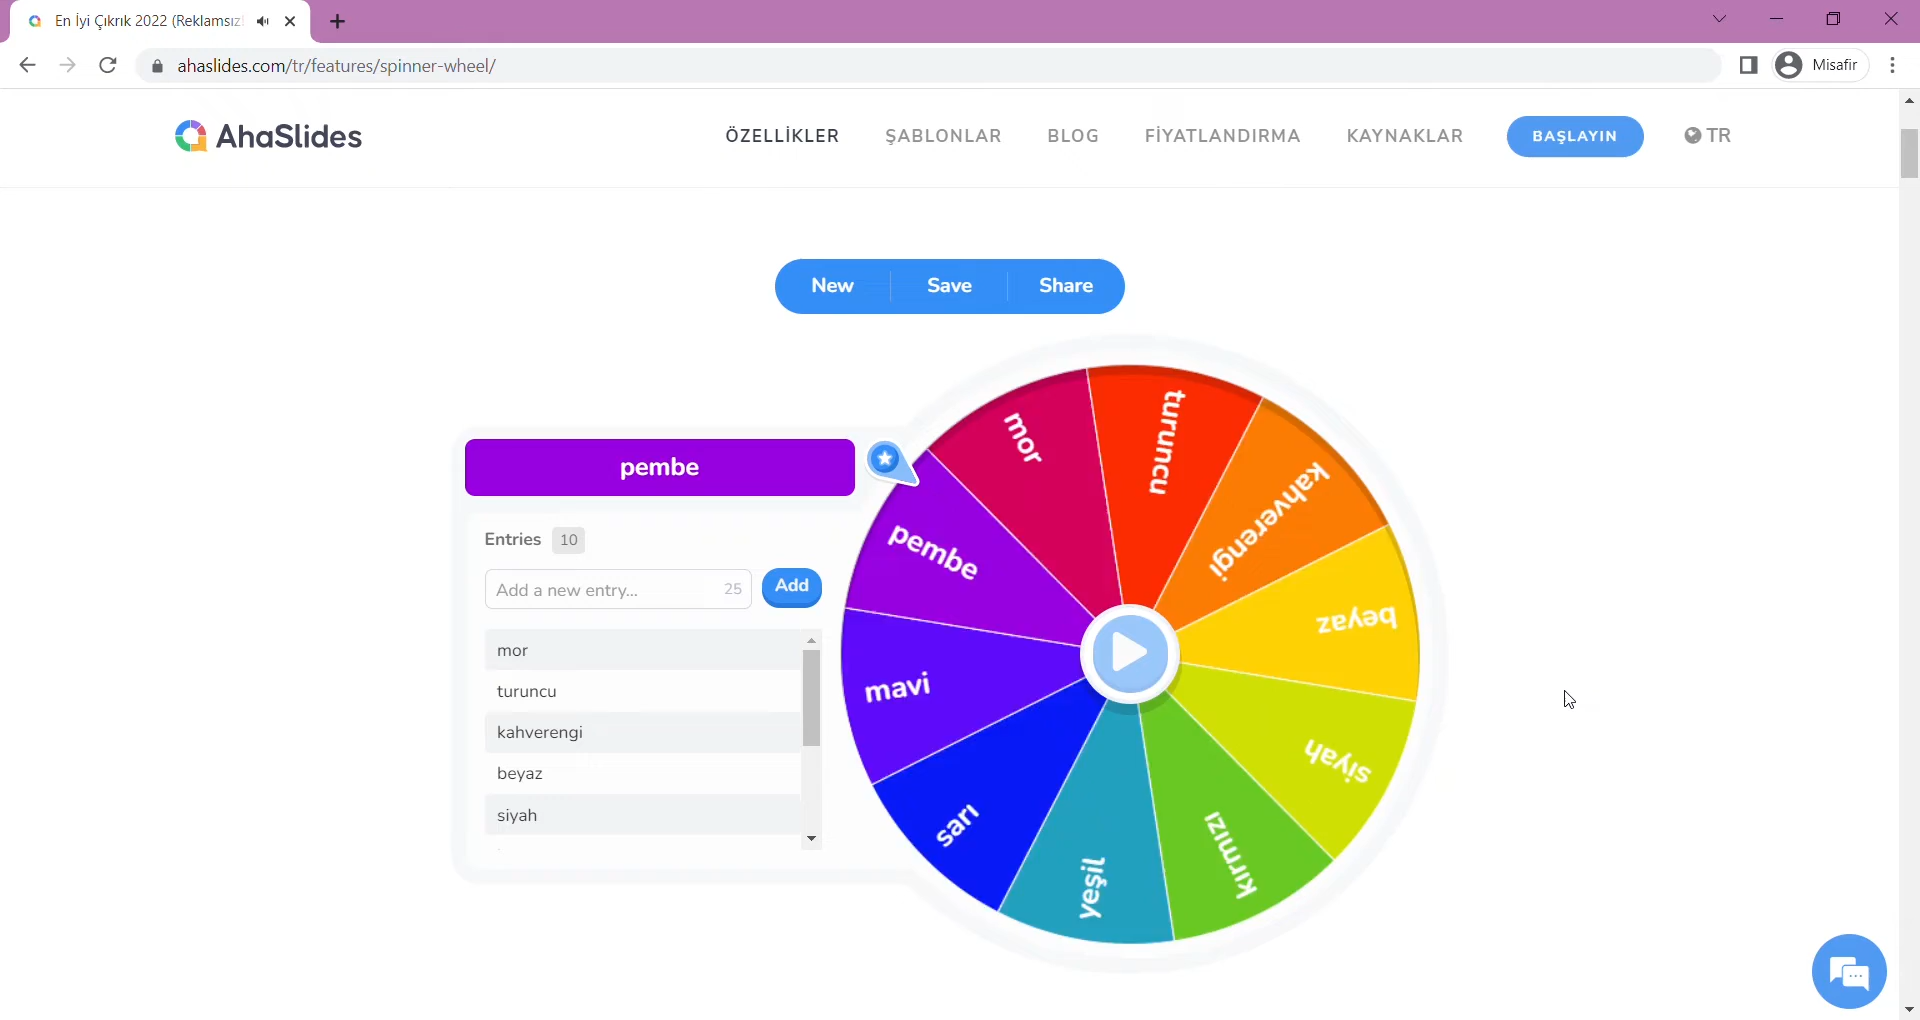 En İyi Çıkrık 2022 (Reklamsız!
ahaslides.com/tr/features/spinner-wheel/
Misafir
AhaSlides
ÖZELLİKLER
ŞABLONLAR
BLOG
FİYATLANDIRMA
KAYNAKLAR
BAŞLAYIN
TR
New
Save
Share
pembe
Entries 10
Add a new entry... 25
Add
mor
turuncu
kahverengi
beyaz
siyah
mor
turuncu
kahverengi
beyaz
siyah
kırmızı
yeşil
sarı
mavi
pembe